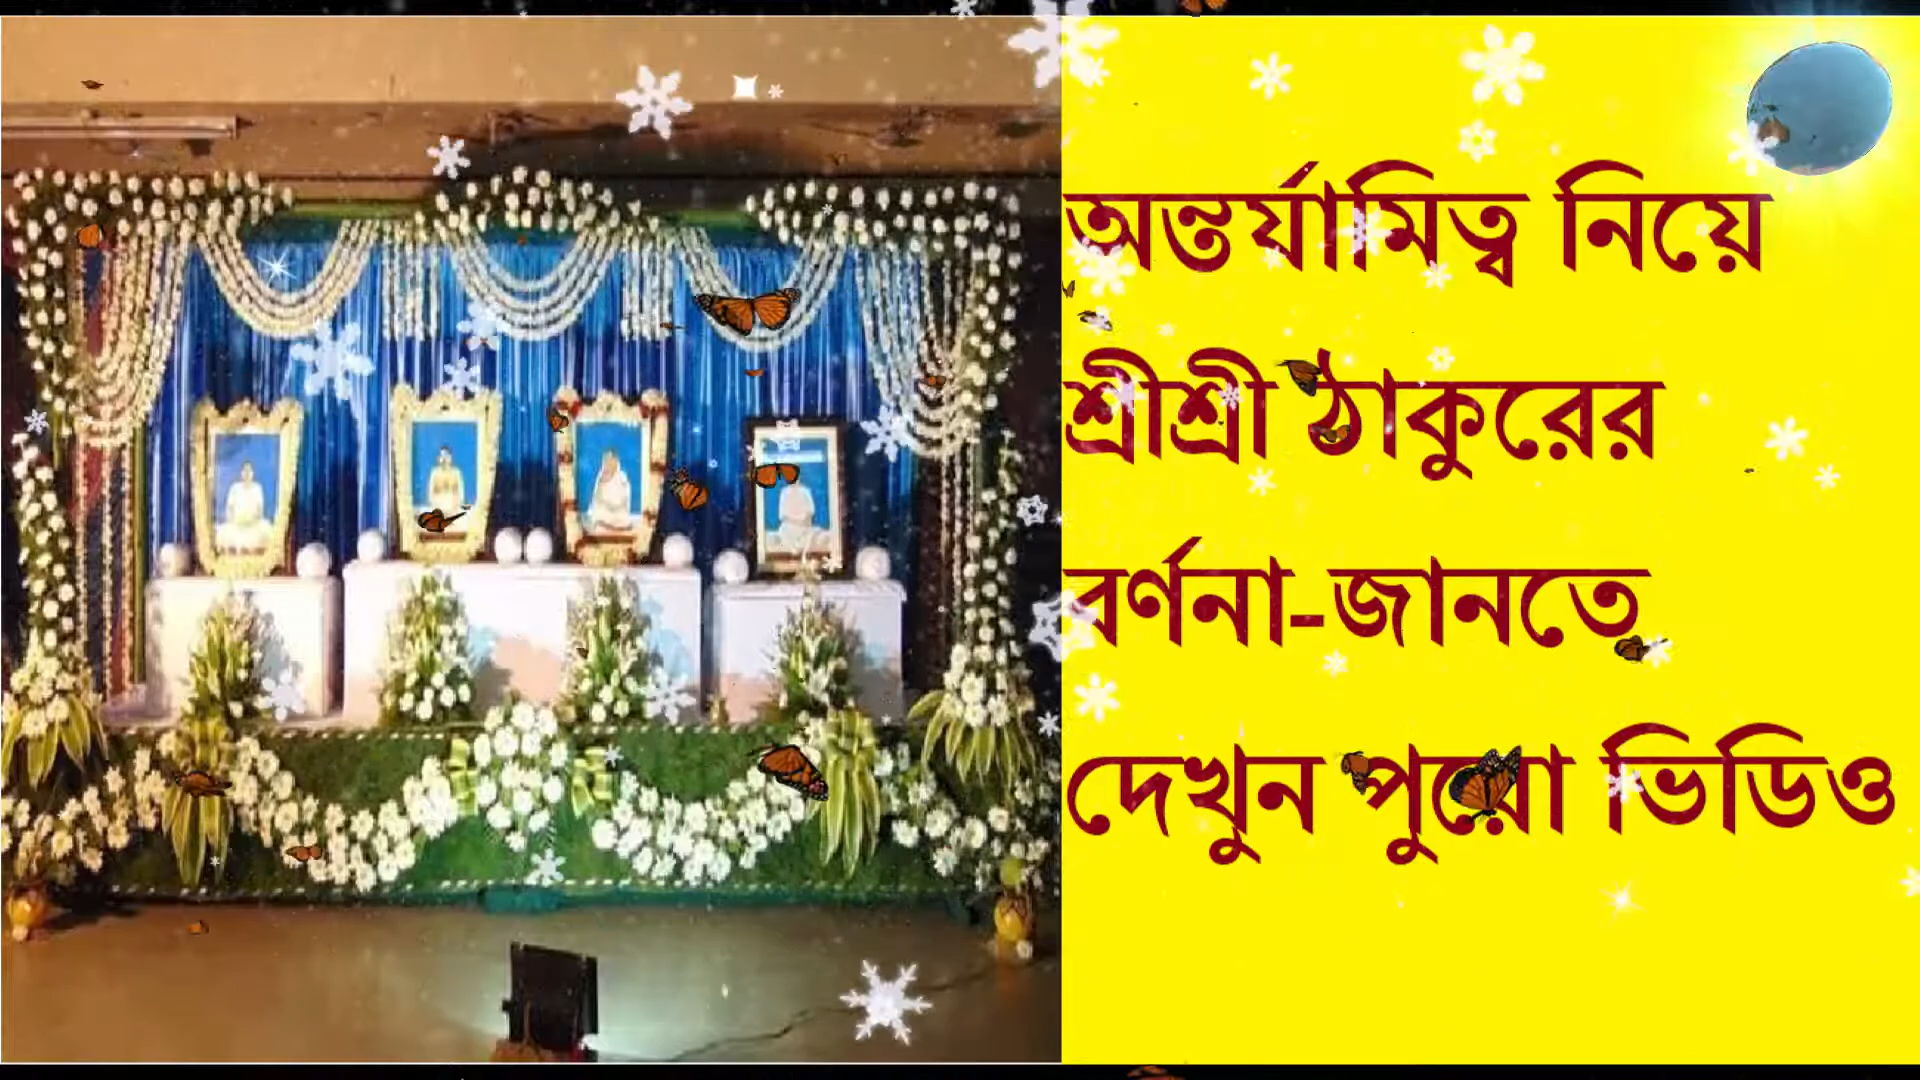 অন্তর্যামিত্ব নিয়ে
শ্রীশ্রী ঠাকুরের
বর্ণনা-জানতে
দেখুন পুরো ভিডিও